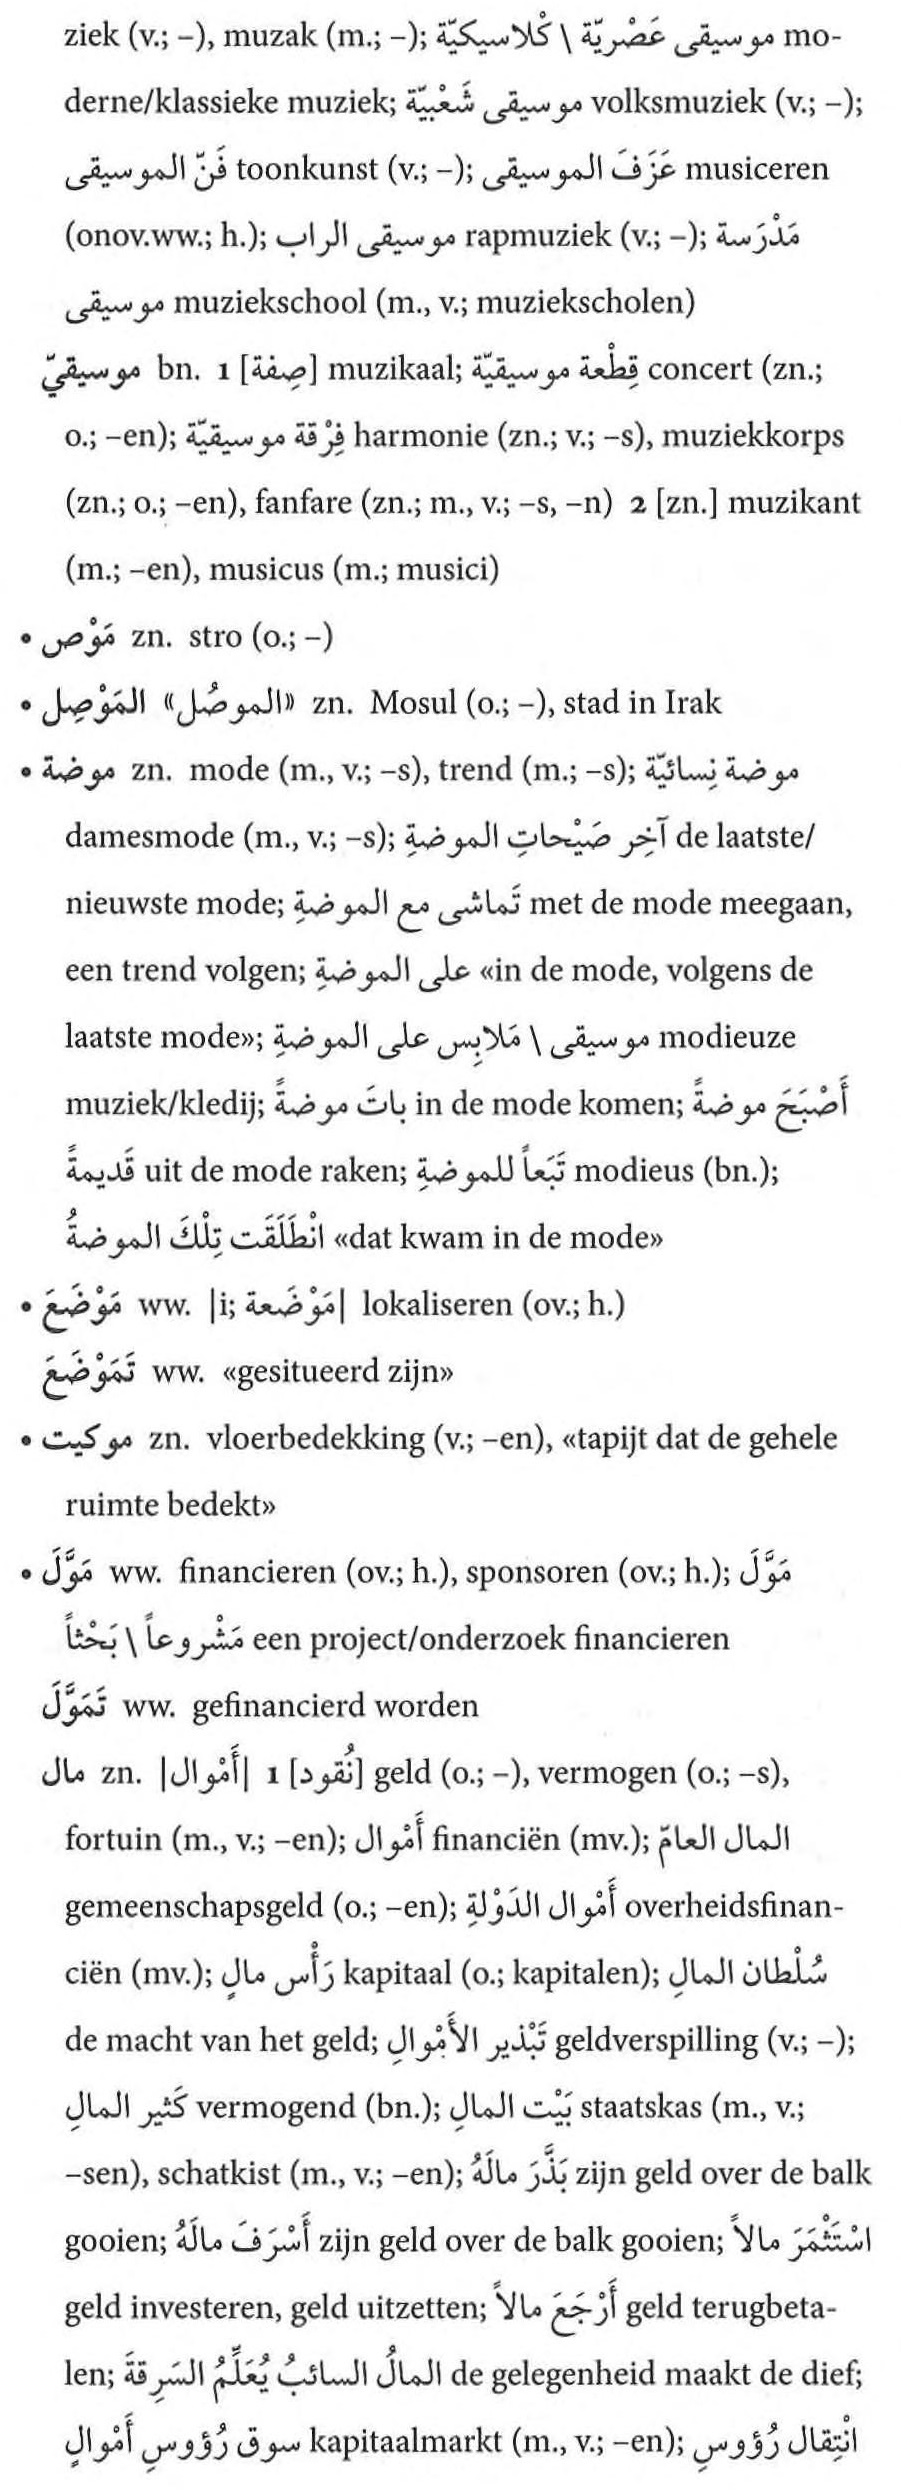 ziek (v.; –), muzak (m.; –); موسيقى عَصْرِيّة \ كْلاسيكيّة mo-
derne/klassieke muziek; موسيقى شَعْبيّة volksmuziek (v.; –);
فَنّ الموسيقى toonkunst (v.; –); عَزَفَ الموسيقى musiceren
(onov.ww.; h.); موسيقى الراب rapmuziek (v.; –); مَدْرَسة
موسيقى muziekschool (m., v.; muziekscholen)
موسيقيّ bn. 1 [صِفة] muzikaal; قِطْعة موسيقيّة concert (zn.;
o.; –en); فِرْقة موسيقيّة harmonie (zn.; v.; –s), muziekkorps
(zn.; o.; –en), fanfare (zn.; m., v.; –s, –n) 2 [zn.] muzikant
(m.; –en), musicus (m.; musici)
• مَوْص zn. stro (o.; –)
• المَوْصِل «الموصُل» zn. Mosul (o.; –), stad in Irak
• موضة zn. mode (m., v.; –s), trend (m.; –s); موضة نِسائيّة
damesmode (m., v.; –s); آخِر صَيْحاتِ الموضةِ de laatste/
nieuwste mode; تَماشى مع الموضةِ met de mode meegaan,
een trend volgen; على الموضةِ «in de mode, volgens de
laatste mode»; موسيقى \ مَلابِس على الموضةِ modieuze
muziek/kledij; باتَ موضةً in de mode komen; أَصْبَحَ موضةً
قَديمةً uit de mode raken; تَبَعاً للموضةِ modieus (bn.);
انْطَلَقَت تِلْكَ الموضةُ «dat kwam in de mode»
• مَوْضَعَ ww. |i; مَوْضَعة| lokaliseren (ov.; h.)
تَمَوْضَعَ ww. «gesitueerd zijn»
• موكيت zn. vloerbedekking (v.; –en), «tapijt dat de gehele
ruimte bedekt»
• مَوَّلَ ww. financieren (ov.; h.), sponsoren (ov.; h.); مَوَّلَ
مَشْروعاً \ بَحْثاً een project/onderzoek financieren
تَمَوَّلَ ww. gefinancierd worden
مال zn. |أَمْوال| 1 [نُقود] geld (o.; –), vermogen (o.; –s),
fortuin (m., v.; –en); أَمْوال financiën (mv.); المال العامّ
gemeenschapsgeld (o.; –en); أَمْوال الدَوْلةِ overheidsfinan-
ciën (mv.); رَأْس مالٍ kapitaal (o.; kapitalen); سُلْطان المالِ
de macht van het geld; تَبْذير الأَمْوالِ geldverspilling (v.; –);
كَثير المالِ vermogend (bn.); بَيْت المالِ staatskas (m., v.;
–sen), schatkist (m., v.; –en); بَذَّرَ مالَهُ zijn geld over de balk
gooien; أَسْرَفَ مالَهُ zijn geld over de balk gooien; اسْتَثْمَرَ مالاً
geld investeren, geld uitzetten; أَرْجَعَ مالاً geld terugbeta-
len; المالُ السائبُ يُعَلِّمُ السَرِقةَ de gelegenheid maakt de dief;
سوق رُؤوسِ أَمْوالٍ kapitaalmarkt (m., v.; –en); انْتِقال رُؤوسِ